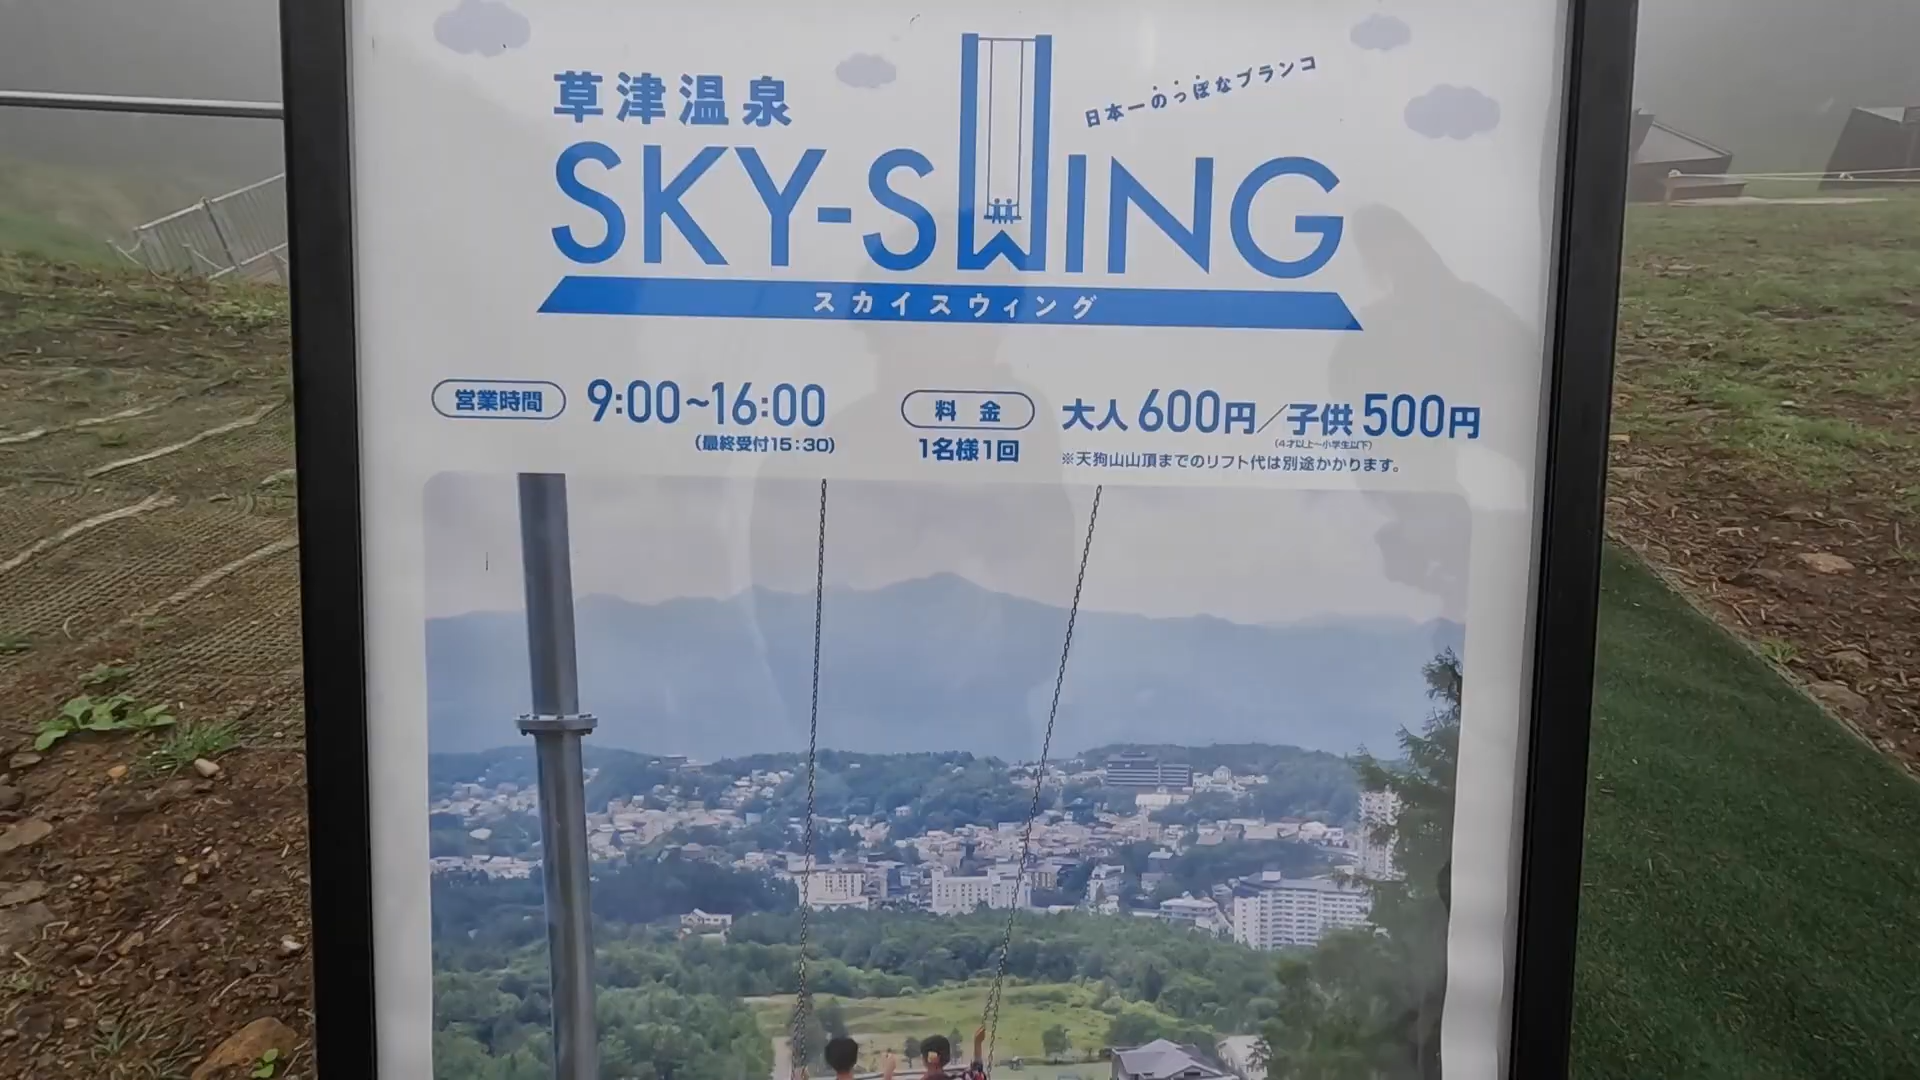 草津温泉
日本一のっぽなブランコ
SKY-SWING
スカイスウィング
営業時間 9:00~16:00
(最終受付15:30)
料金 大人600円/子供500円
1名様1回
(4才以上~小学生以下)
※天狗山山頂までのリフト代は別途かかります。